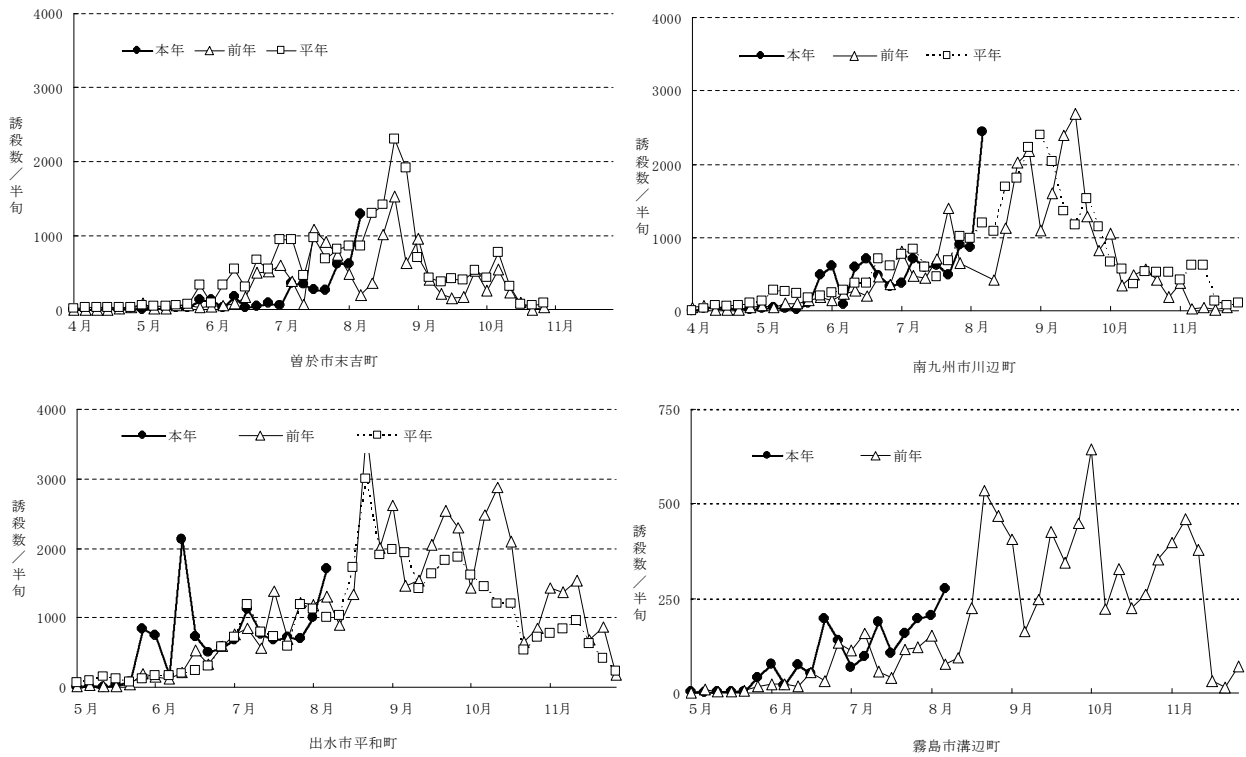 4000
3000
2000
1000
0
誘殺数／半旬
本年 前年 平年
4月 5月 6月 7月 8月 9月 10月 11月
曽於市末吉町
4000
3000
2000
1000
0
誘殺数／半旬
本年 前年 平年
4月 5月 6月 7月 8月 9月 10月 11月
南九州市川辺町
4000
3000
2000
1000
0
誘殺数／半旬
本年 前年 平年
5月 6月 7月 8月 9月 10月 11月
出水市平和町
750
500
250
0
誘殺数／半旬
本年 前年
5月 6月 7月 8月 9月 10月 11月
霧島市溝辺町